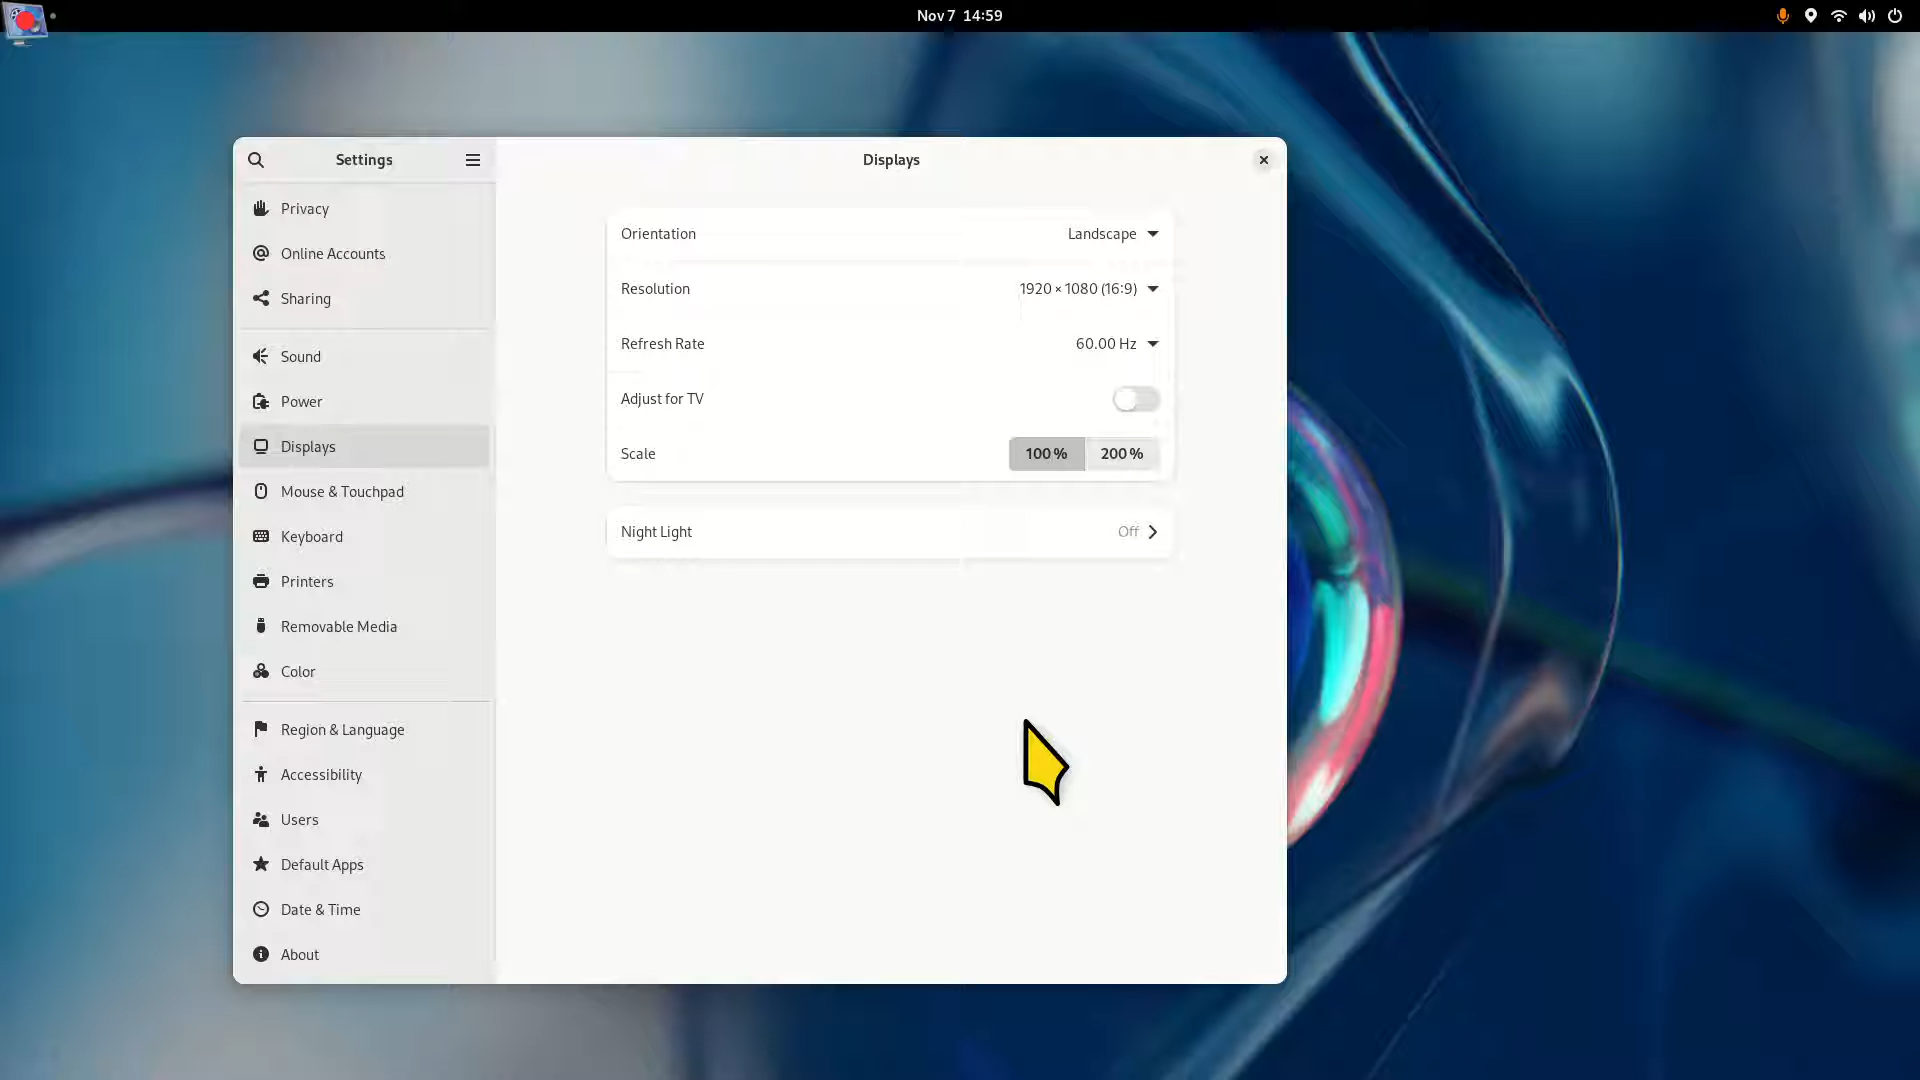 Nov 7 14:59
Settings
Displays
Privacy
Online Accounts
Sharing
Sound
Power
Displays
Mouse & Touchpad
Keyboard
Printers
Removable Media
Color
Region & Language
Accessibility
Users
Default Apps
Date & Time
About
Orientation Landscape
Resolution 1920 × 1080 (16:9)
Refresh Rate 60.00 Hz
Adjust for TV
Scale 100 % 200 %
Night Light Off